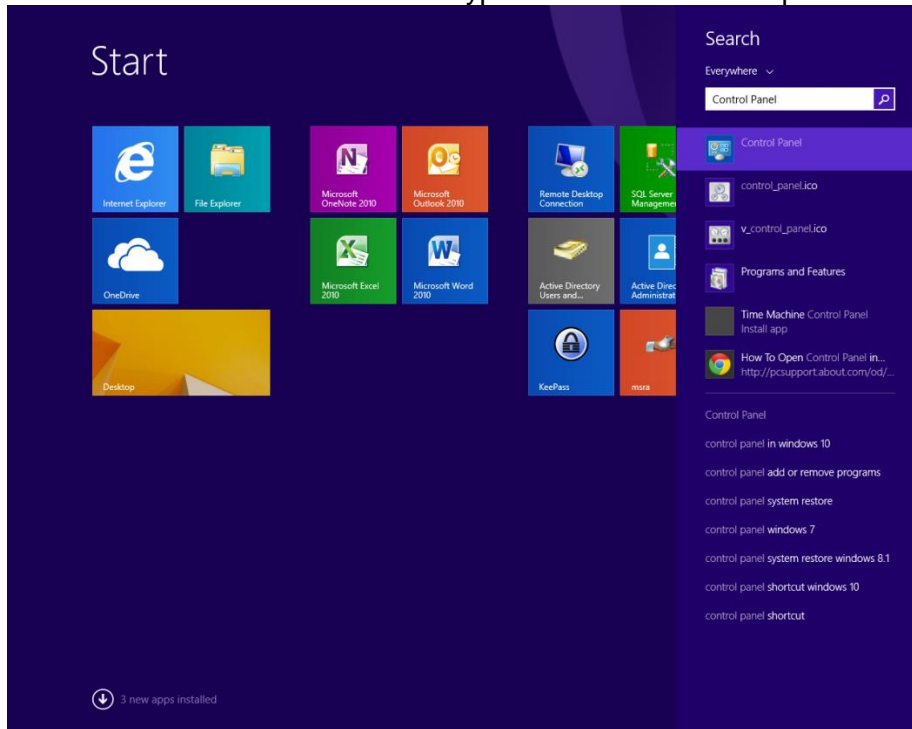 Start
Internet Explorer
File Explorer
OneDrive
Desktop
Microsoft
OneNote 2010
Microsoft
Outlook 2010
Microsoft Excel
2010
Microsoft Word
2010
Remote Desktop
Connection
SQL Server
Managemen
Active Directory
Users and...
Active Direc
Administrat
KeePass
msra
3 new apps installed
Search
Everywhere
Control Panel
Control Panel
control_panel.ico
v_control_panel.ico
Programs and Features
Time Machine Control Panel
Install app
How To Open Control Panel in...
http://pcsupport.about.com/od/...
Control Panel
control panel in windows 10
control panel add or remove programs
control panel system restore
control panel windows 7
control panel system restore windows 8.1
control panel shortcut windows 10
control panel shortcut